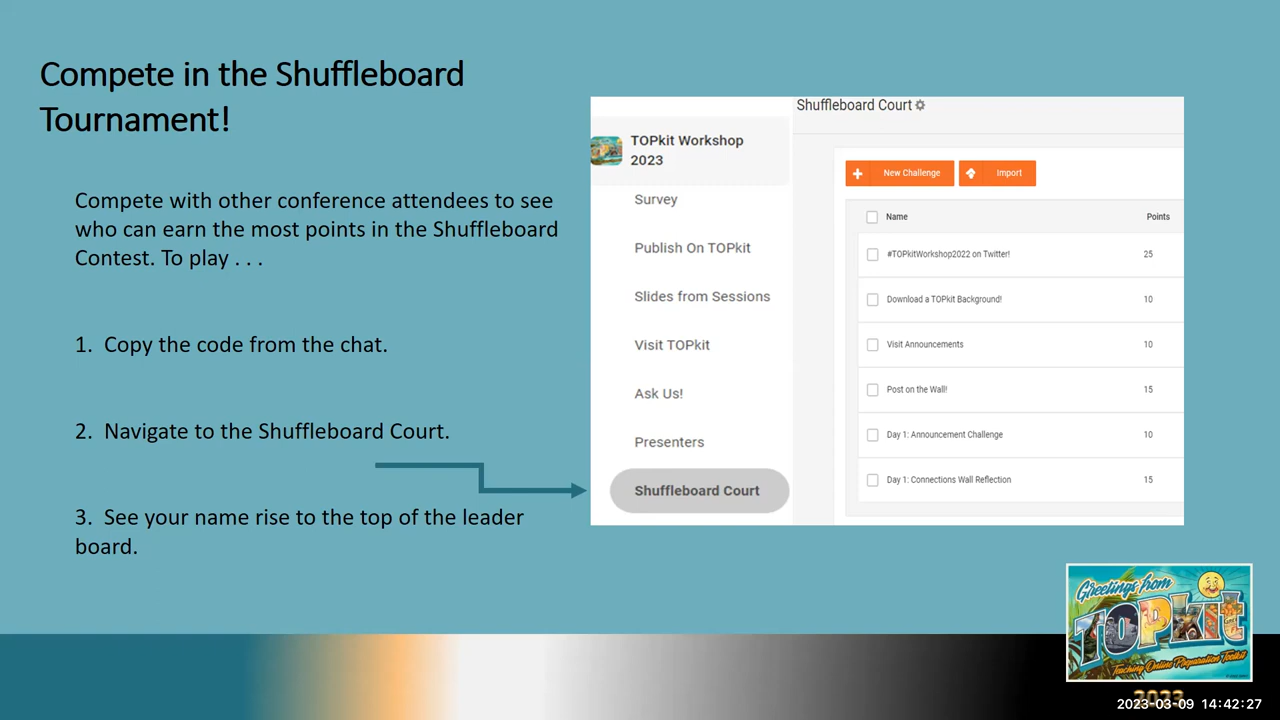 Compete in the Shuffleboard
Tournament!
Compete with other conference attendees to see
who can earn the most points in the Shuffleboard
Contest. To play . . .
1. Copy the code from the chat.
2. Navigate to the Shuffleboard Court.
3. See your name rise to the top of the leader
board.
TOPkit Workshop
2023
Survey
Publish On TOPkit
Slides from Sessions
Visit TOPkit
Ask Us!
Presenters
Shuffleboard Court
Shuffleboard Court
New Challenge Import
Name Points
#TOPkitWorkshop2022 on Twitter! 25
Download a TOPkit Background! 10
Visit Announcements 10
Post on the Wall! 15
Day 1: Announcement Challenge 10
Day 1: Connections Wall Reflection 15
Greetings from
TOPkit
Teaching Online Preparation Toolkit
2023
2023-03-09 14:42:27